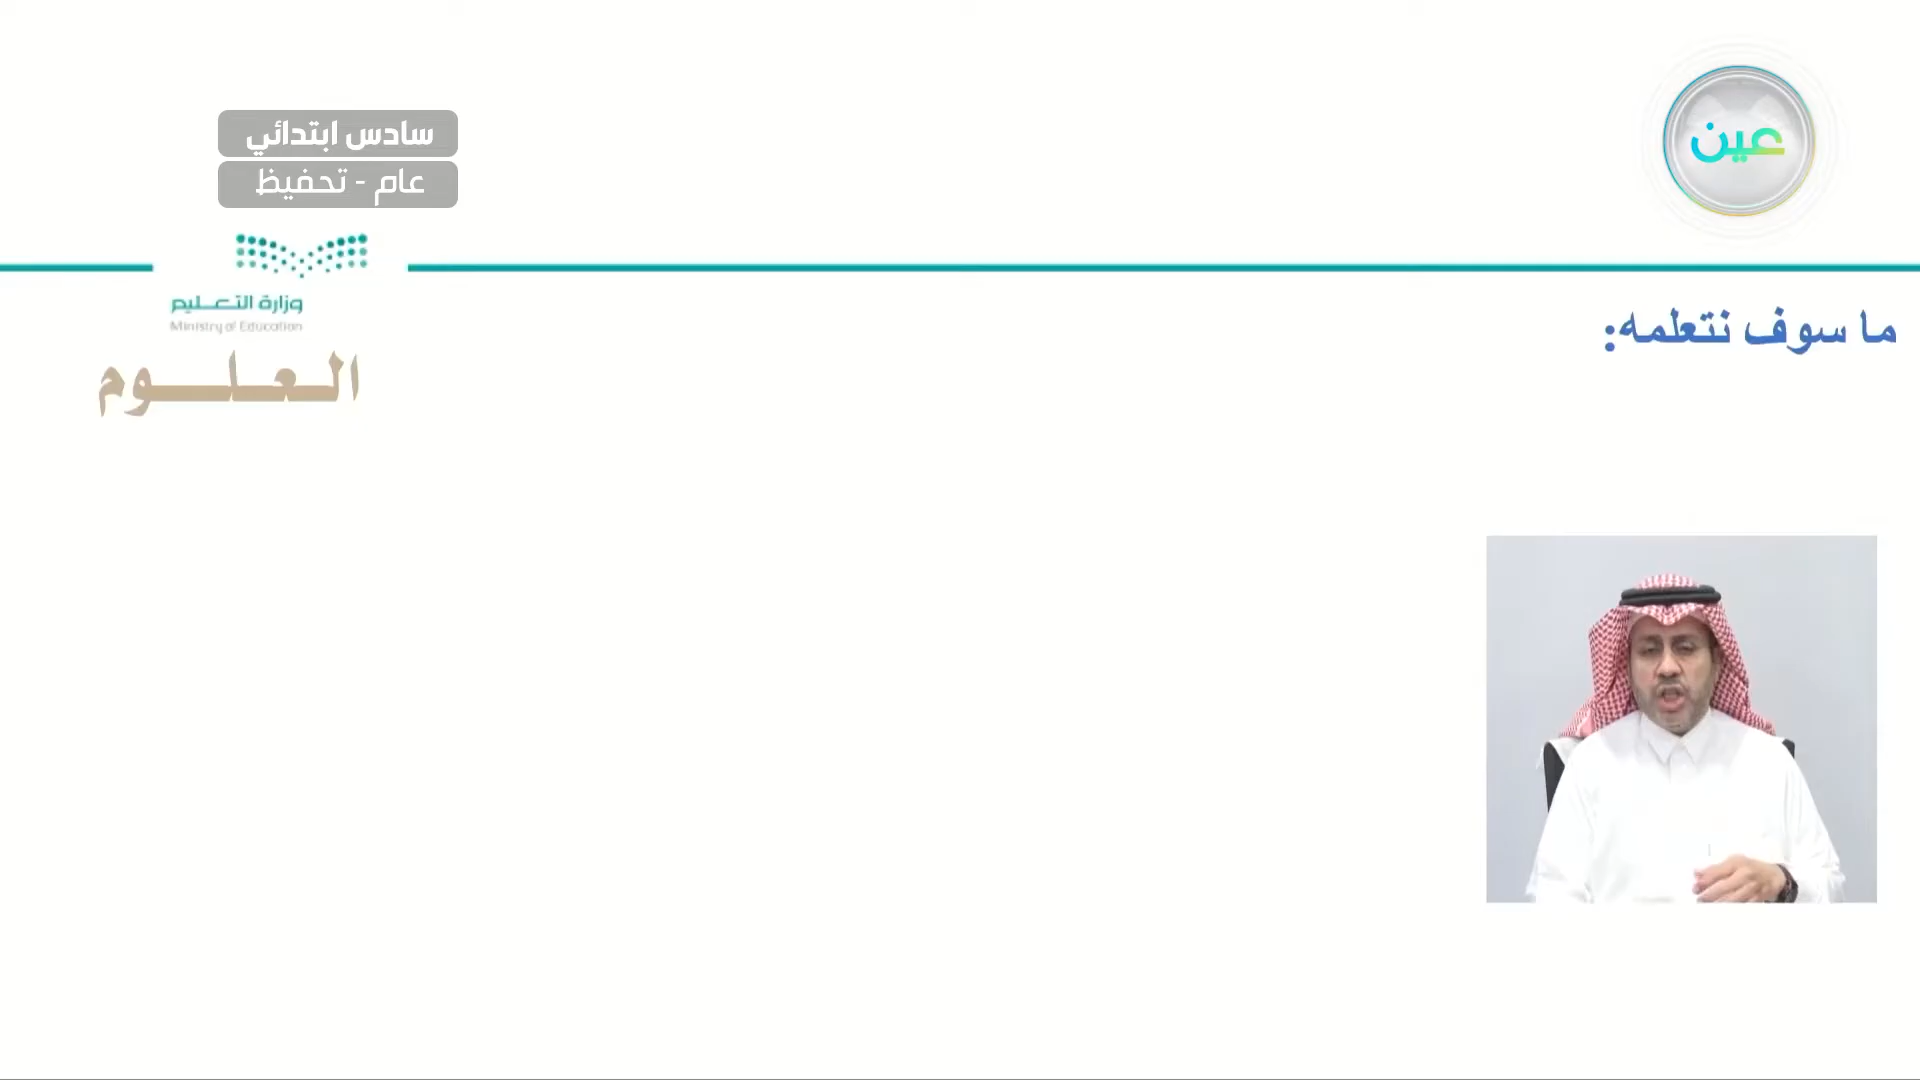 عين
سادس ابتدائي
عام - تحفيظ
وزارة التعليم
Ministry of Education
العلوم
ما سوف نتعلمه: